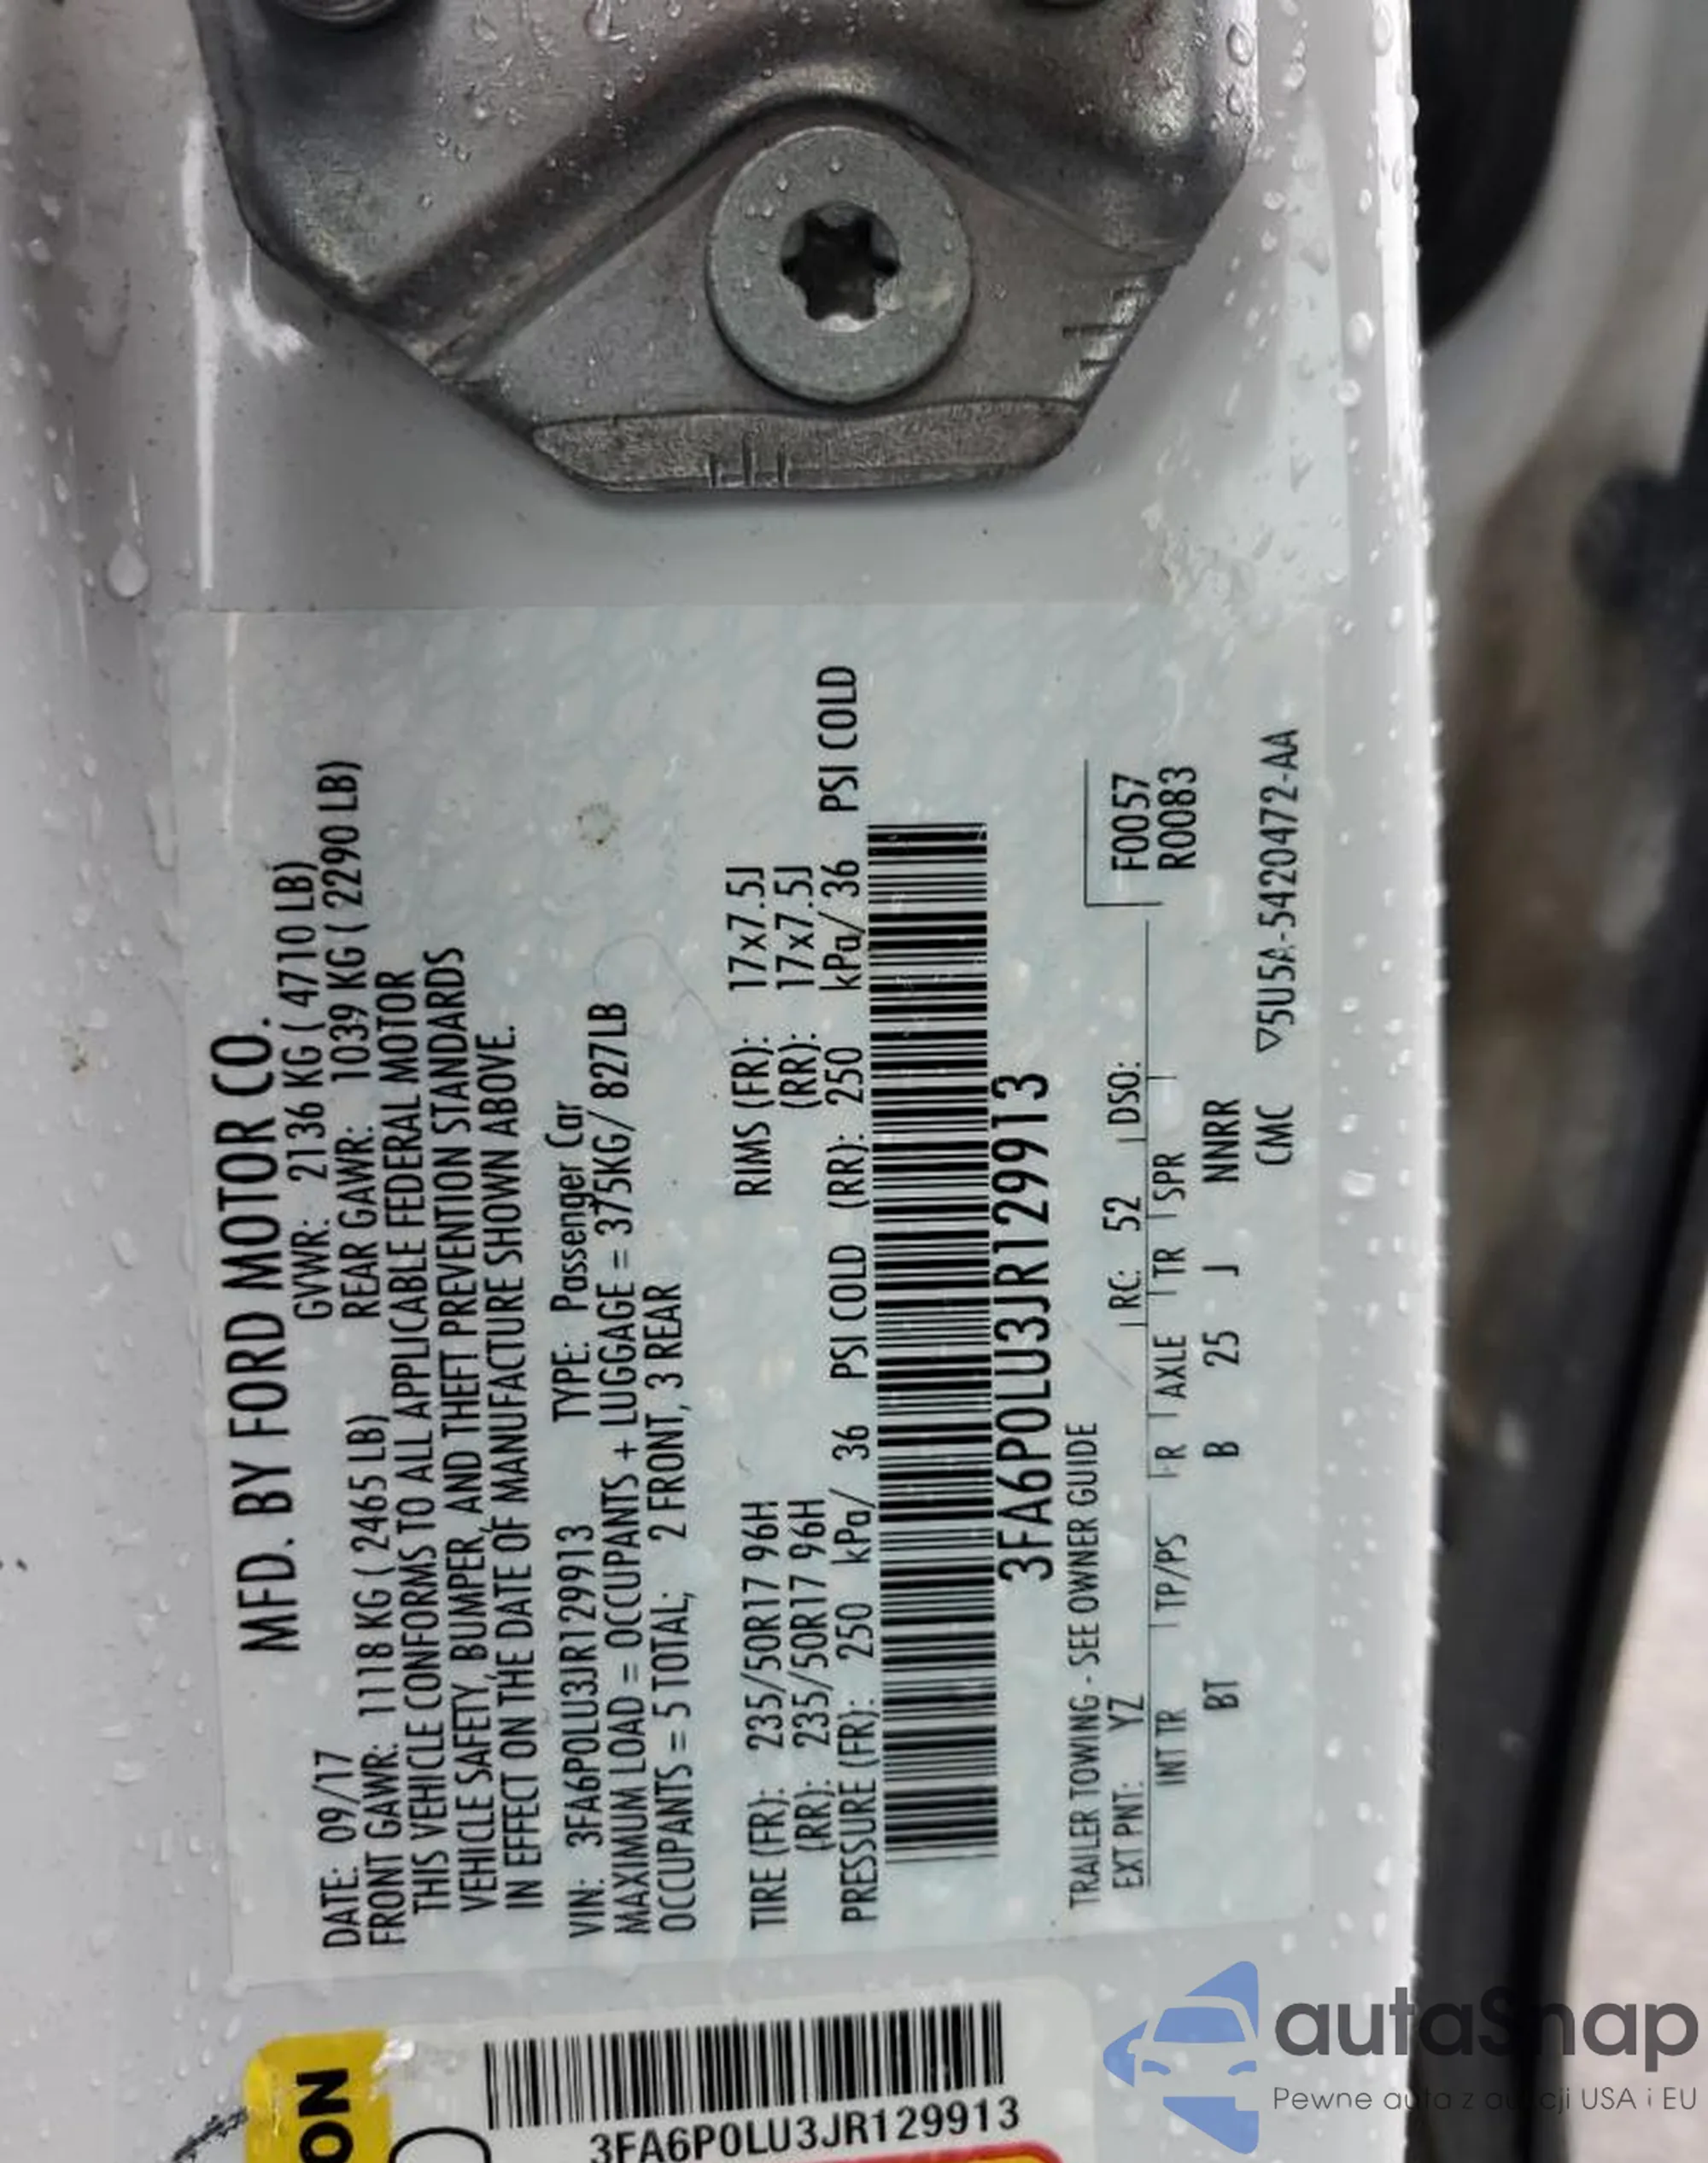 MFD. BY FORD MOTOR CO.
DATE: 09/17 GVWR: 2136 KG ( 4710 LB)
FRONT GAWR: 1118 KG ( 2465 LB) REAR GAWR: 1039 KG ( 2290 LB)
THIS VEHICLE CONFORMS TO ALL APPLICABLE FEDERAL MOTOR
VEHICLE SAFETY, BUMPER, AND THEFT PREVENTION STANDARDS
IN EFFECT ON THE DATE OF MANUFACTURE SHOWN ABOVE.
VIN: 3FA6P0LU3JR129913 TYPE: Passenger Car
MAXIMUM LOAD = OCCUPANTS + LUGGAGE = 375KG/ 827LB
OCCUPANTS = 5 TOTAL; 2 FRONT, 3 REAR
TIRE (FR): 235/50R17 96H RIMS (FR): 17x7.5J
(RR): 235/50R17 96H (RR): 17x7.5J
PRESSURE (FR): 250 kPa/ 36 PSI COLD (RR): 250 kPa/ 36 PSI COLD
3FA6P0LU3JR129913
TRAILER TOWING - SEE OWNER GUIDE
EXT PNT: YZ RC: 52 DSO: F0057
INT TR TP/PS R AXLE TR SPR R0083
BT B 25 J NNRR
CMC ▽5U5A-5420472-AA
ON
3FA6P0LU3JR129913
autaSnap
Pewne auta z aukcji USA i EU